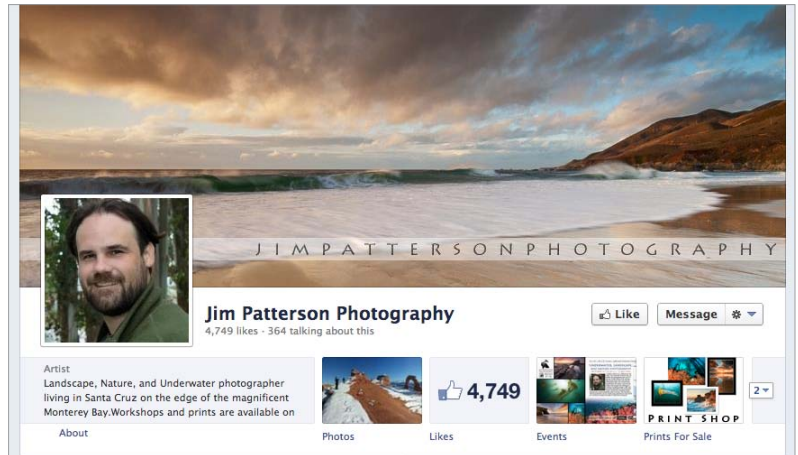 JIMPATTERSONPHOTOGRAPHY
Jim Patterson Photography
4,749 likes · 364 talking about this
Like
Message
Artist
Landscape, Nature, and Underwater photographer
living in Santa Cruz on the edge of the magnificent
Monterey Bay.Workshops and prints are available on
About
Photos
4,749
Likes
Events
PRINT SHOP
Prints For Sale
2